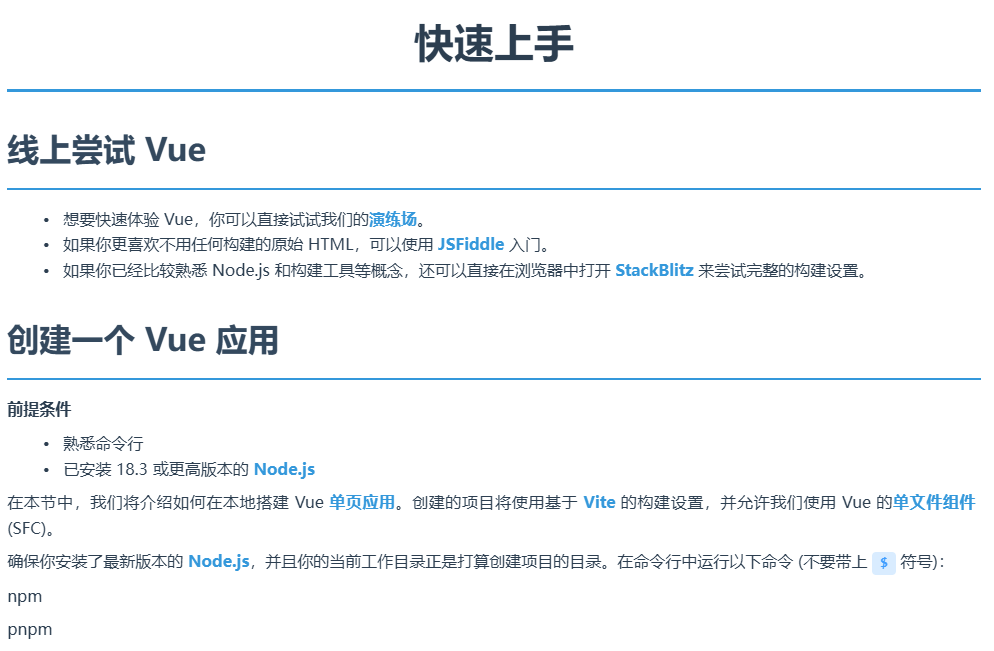 快速上手
线上尝试 Vue
• 想要快速体验 Vue，你可以直接试试我们的演练场。
• 如果你更喜欢不用任何构建的原始 HTML，可以使用 JSFiddle 入门。
• 如果你已经比较熟悉 Node.js 和构建工具等概念，还可以直接在浏览器中打开 StackBlitz 来尝试完整的构建设置。
创建一个 Vue 应用
前提条件
• 熟悉命令行
• 已安装 18.3 或更高版本的 Node.js
在本节中，我们将介绍如何在本地搭建 Vue 单页应用。创建的项目将使用基于 Vite 的构建设置，并允许我们使用 Vue 的单文件组件
(SFC)。
确保你安装了最新版本的 Node.js，并且你的当前工作目录正是打算创建项目的目录。在命令行中运行以下命令 (不要带上 $ 符号)：
npm
pnpm